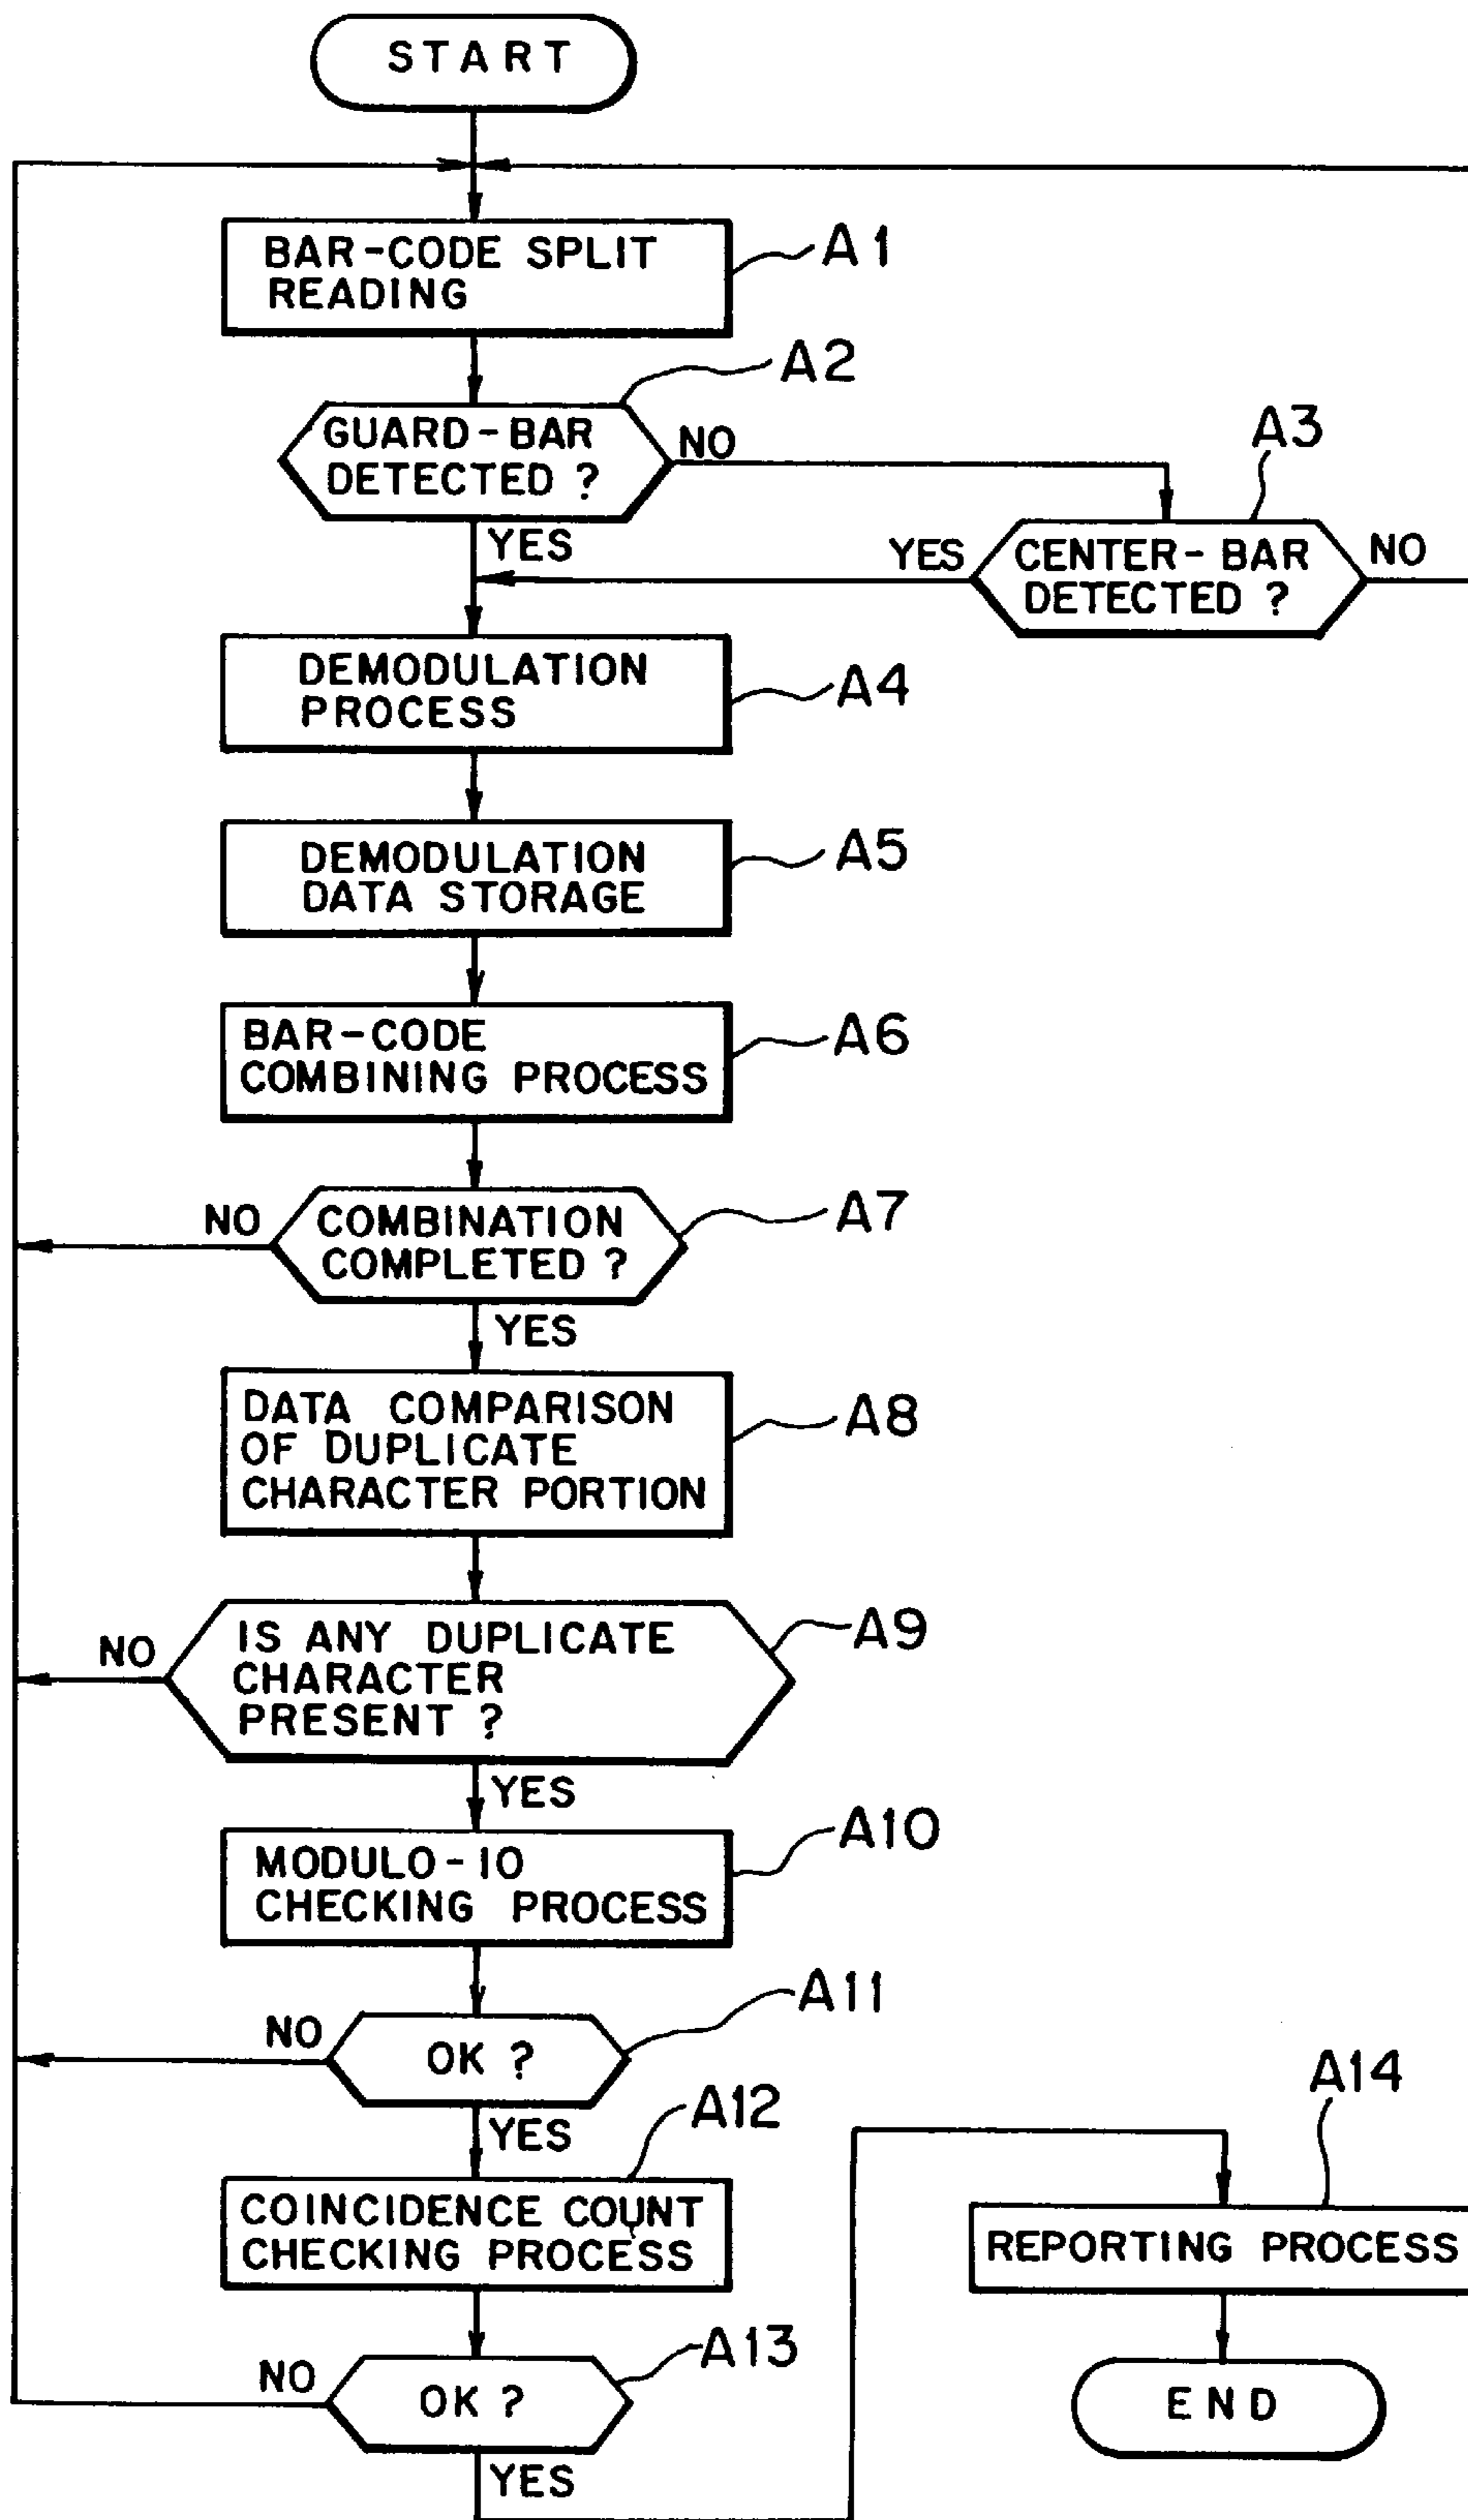 START
BAR-CODE SPLIT
READING
A1
A2
GUARD-BAR
DETECTED ?
NO
YES
A3
CENTER-BAR
DETECTED ?
YES
NO
DEMODULATION
PROCESS
A4
DEMODULATION
DATA STORAGE
A5
BAR-CODE
COMBINING PROCESS
A6
COMBINATION
COMPLETED ?
A7
NO
YES
DATA COMPARISON
OF DUPLICATE
CHARACTER PORTION
A8
IS ANY DUPLICATE
CHARACTER
PRESENT ?
A9
NO
YES
MODULO-10
CHECKING PROCESS
A10
OK ?
A11
NO
YES
A12
COINCIDENCE COUNT
CHECKING PROCESS
OK ?
A13
NO
YES
A14
REPORTING PROCESS
END